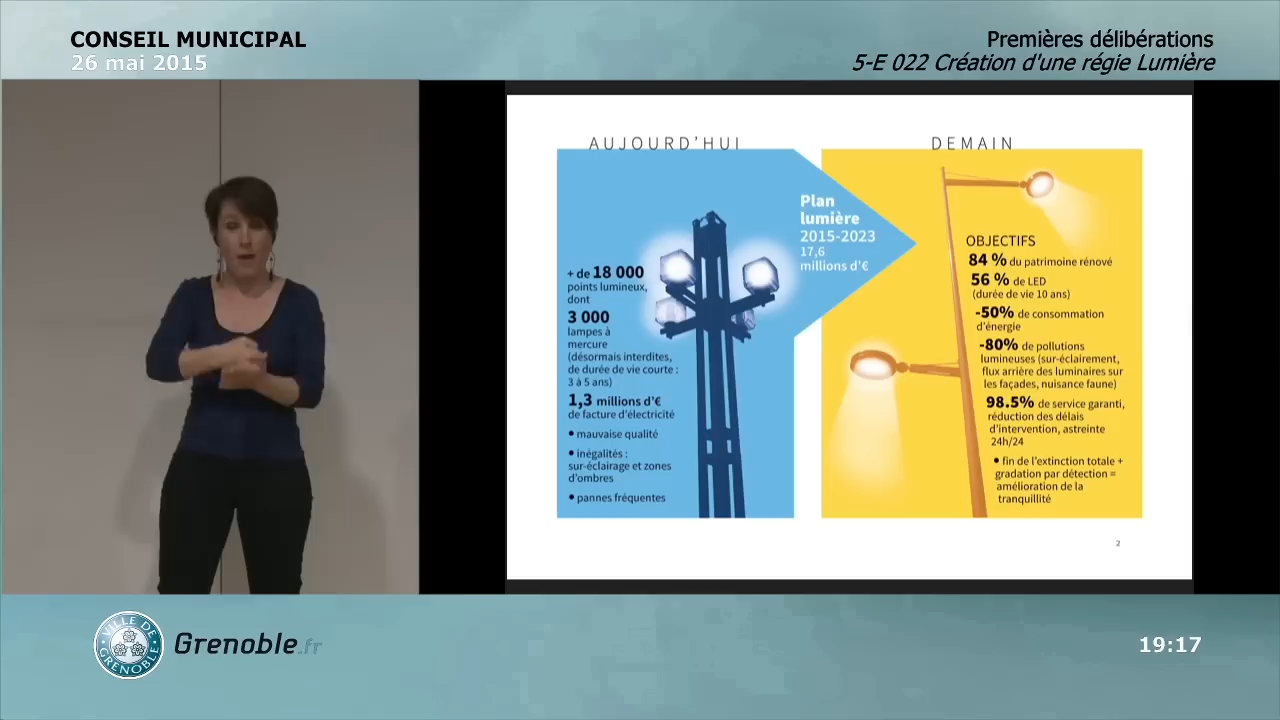 CONSEIL MUNICIPAL
26 mai 2015
Premières délibérations
5-E 022 Création d'une régie Lumière
AUJOURD'HUI
+ de 18 000
points lumineux,
dont
3 000
lampes à
mercure
(désormais interdites,
de durée de vie courte :
3 à 5 ans)
1,3 millions d'€
de facture d'électricité
• mauvaise qualité
• inégalités :
sur-éclairage et zones
d'ombres
• pannes fréquentes
Plan
lumière
2015-2023
17,6
millions d'€
DEMAIN
OBJECTIFS
84 % du patrimoine rénové
56 % de LED
(durée de vie 10 ans)
-50% de consommation
d'énergie
-80% de pollutions
lumineuses (sur-éclairement,
flux arrière des luminaires sur
les façades, nuisance faune)
98.5% de service garanti,
réduction des délais
d'intervention, astreinte
24h/24
• fin de l'extinction totale +
gradation par détection =
amélioration de la
tranquillité
2
VILLE DE
GRENOBLE
Grenoble.fr
19:17